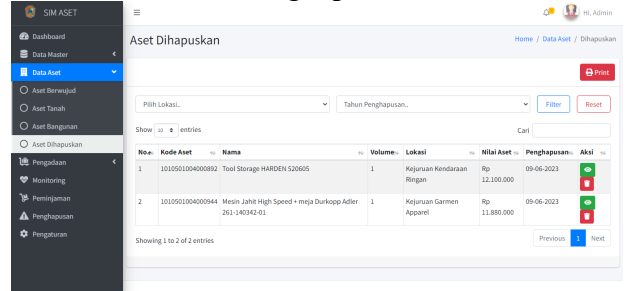 SIM ASET
Hi, Admin
Dashboard
Data Master
Data Aset
Aset Berwujud
Aset Tanah
Aset Bangunan
Aset Dihapuskan
Pengadaan
Monitoring
Peminjaman
Penghapusan
Pengaturan
Aset Dihapuskan
Home / Data Aset / Dihapuskan
Print
Pilih Lokasi..
Tahun Penghapusan..
Filter
Reset
Show 10 entries
Cari
No. Kode Aset Nama Volume Lokasi Nilai Aset Penghapusan Aksi
1 1010501004000892 Tool Storage HARDEN 520605 1 Kejuruan Kendaraan Rp 09-06-2023
Ringan 12.100.000
2 1010501004000944 Mesin Jahit High Speed + meja Durkopp Adler 1 Kejuruan Garmen Rp 09-06-2023
261-140342-01 Apparel 11.880.000
Showing 1 to 2 of 2 entries
Previous 1 Next